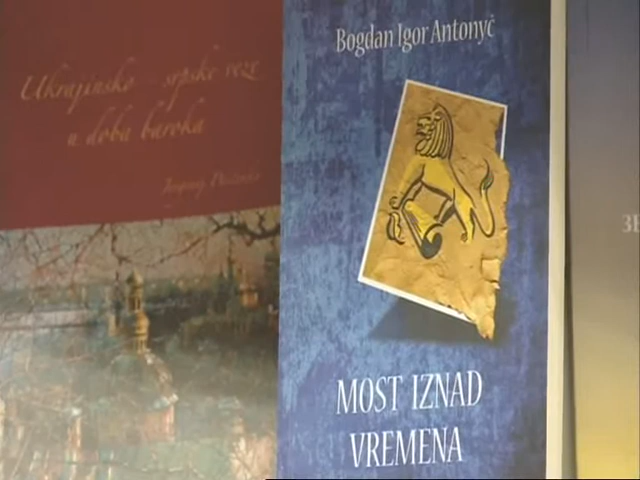 Ukrajinsko - srpske veze
u doba baroka
Bogdan Igor Antonyč
MOST IZNAD
VREMENA